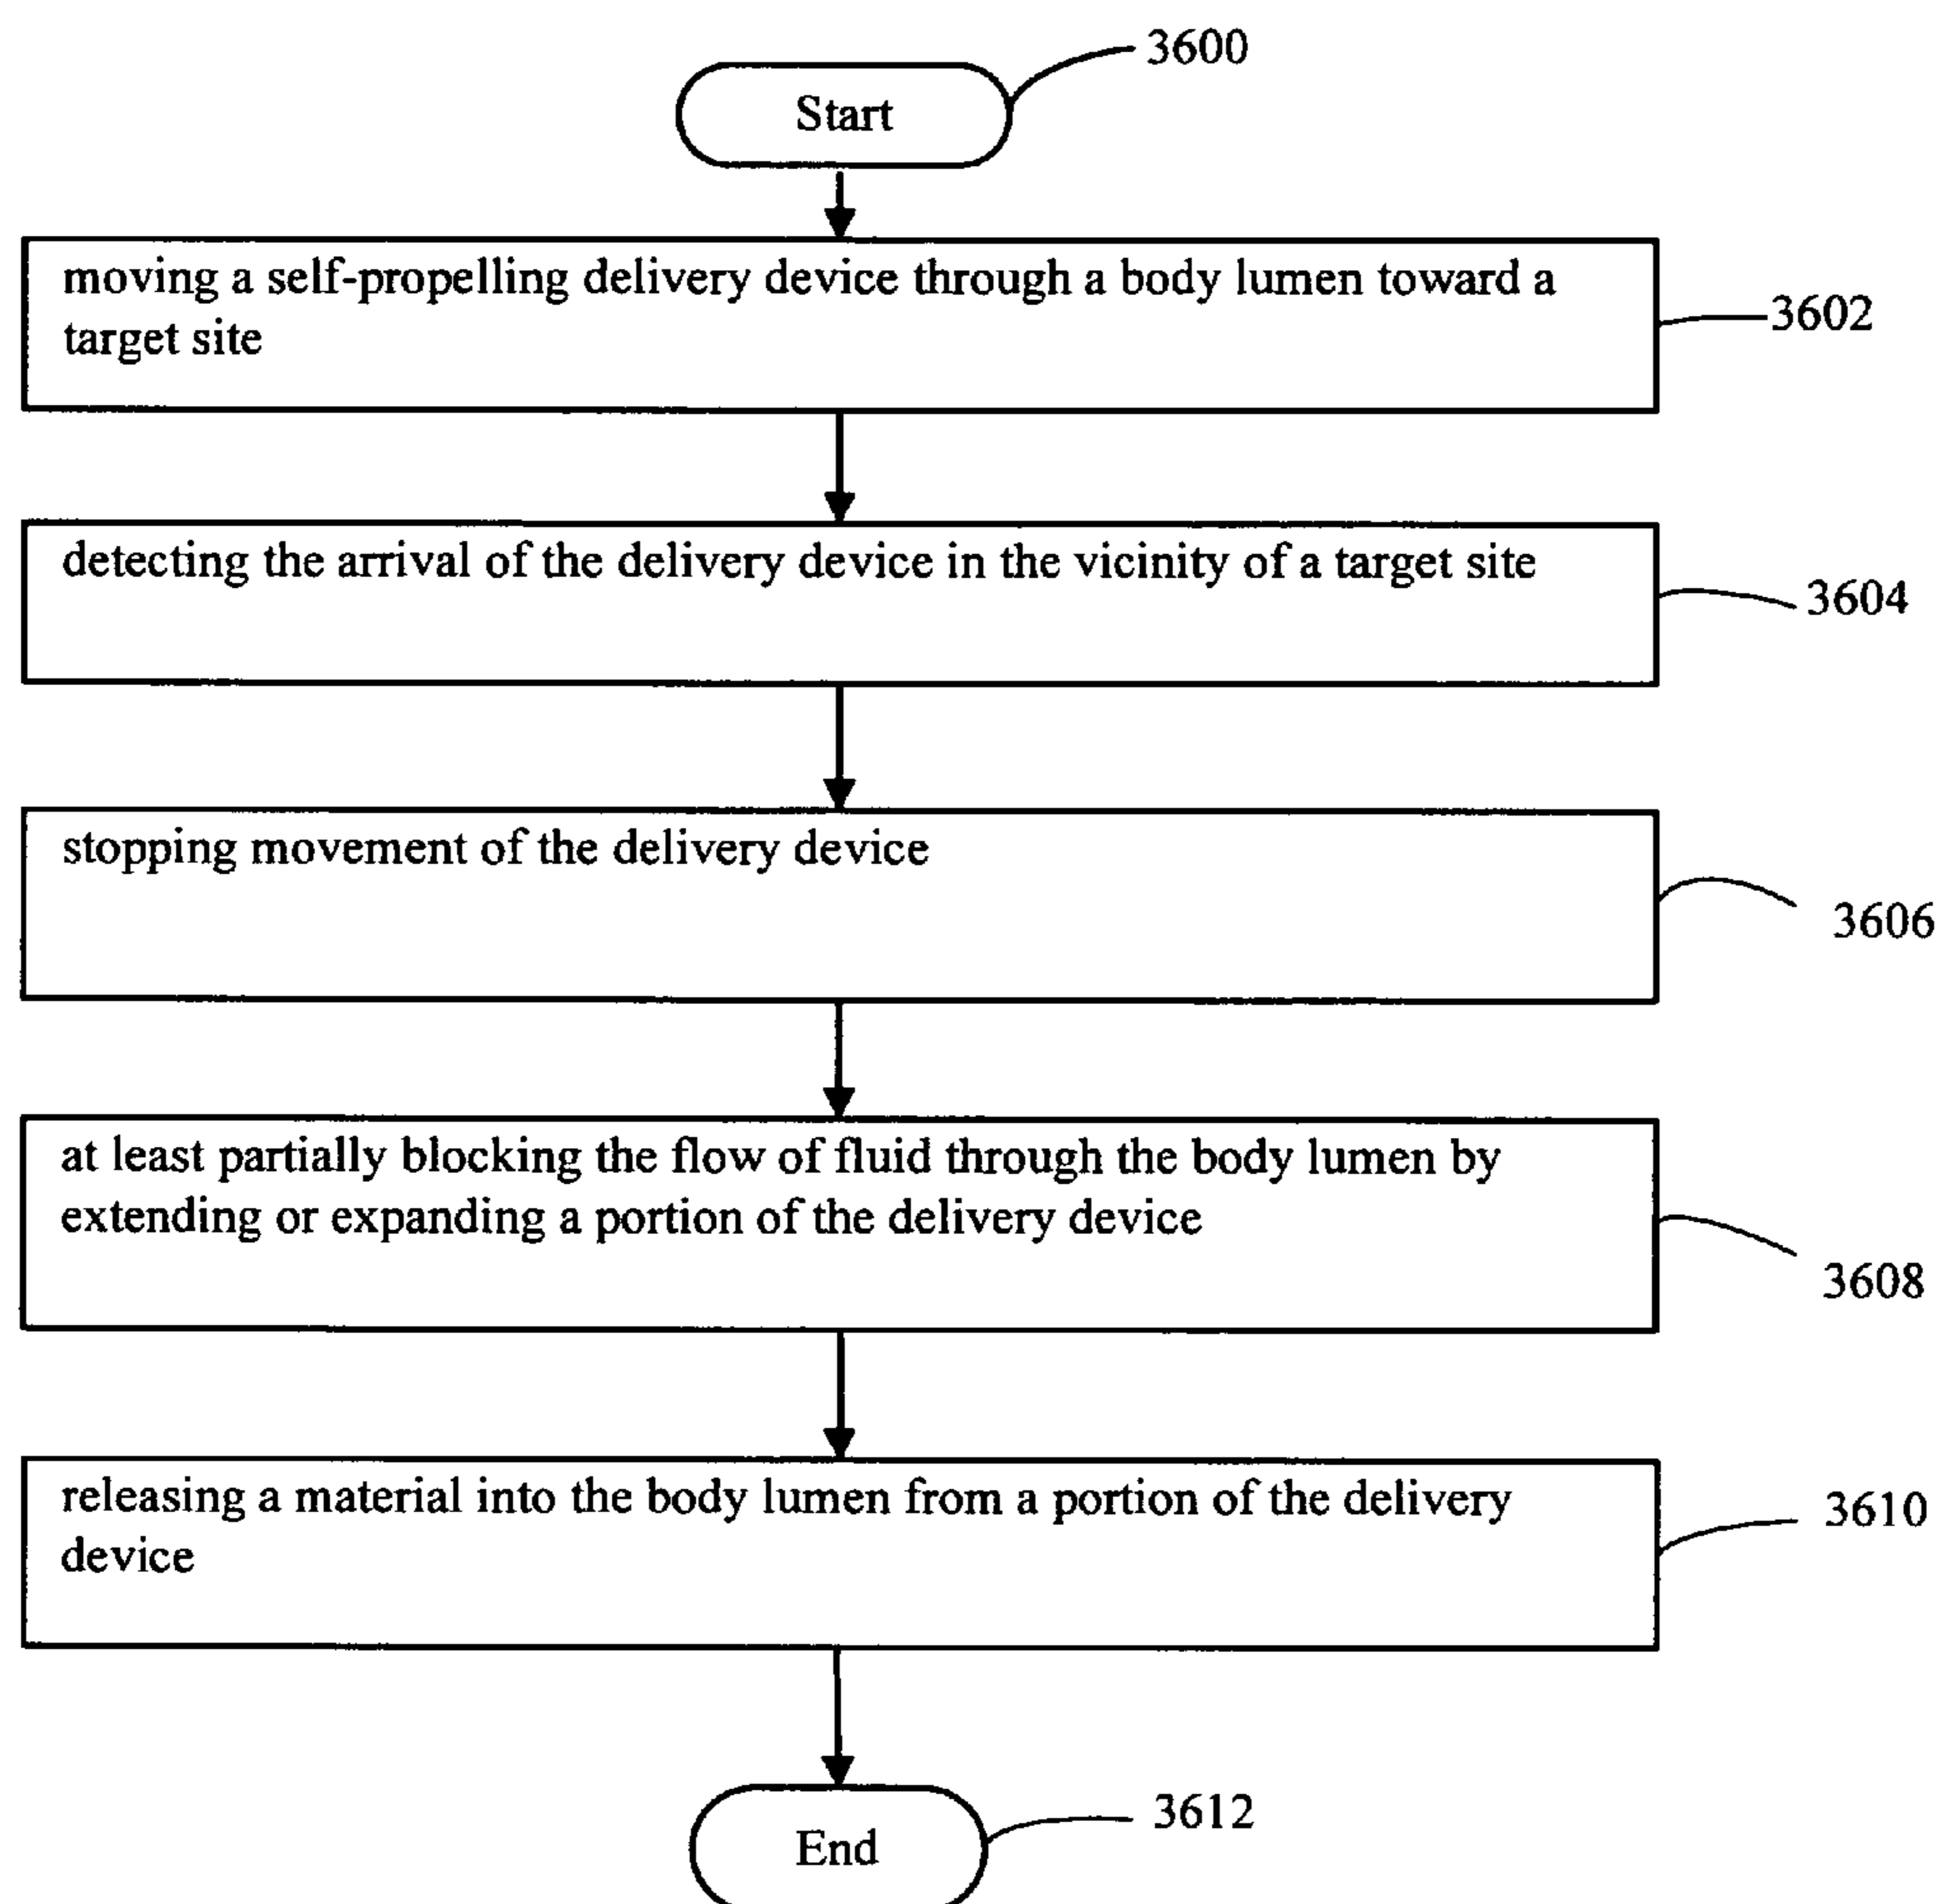 3600
Start
moving a self-propelling delivery device through a body lumen toward a
target site
3602
detecting the arrival of the delivery device in the vicinity of a target site
3604
stopping movement of the delivery device
3606
at least partially blocking the flow of fluid through the body lumen by
extending or expanding a portion of the delivery device
3608
releasing a material into the body lumen from a portion of the delivery
device
3610
3612
End